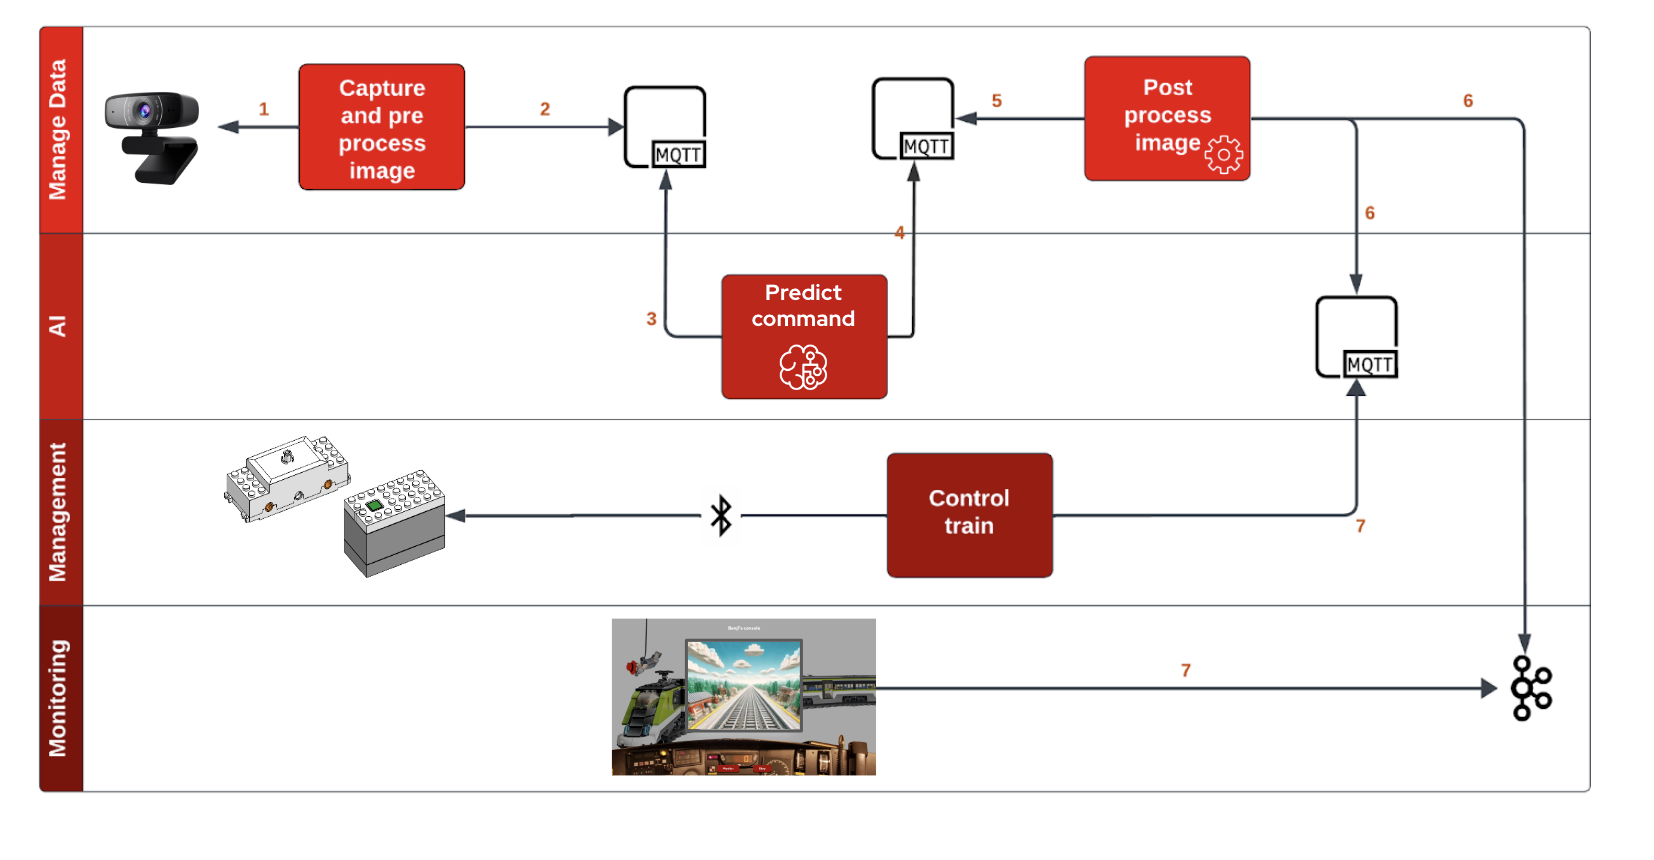 Manage Data
1
Capture
and pre
process
image
2
MQTT
MQTT
5
Post
process
image
6
6
4
AI
3
Predict
command
MQTT
Management
Control
train
7
Monitoring
7